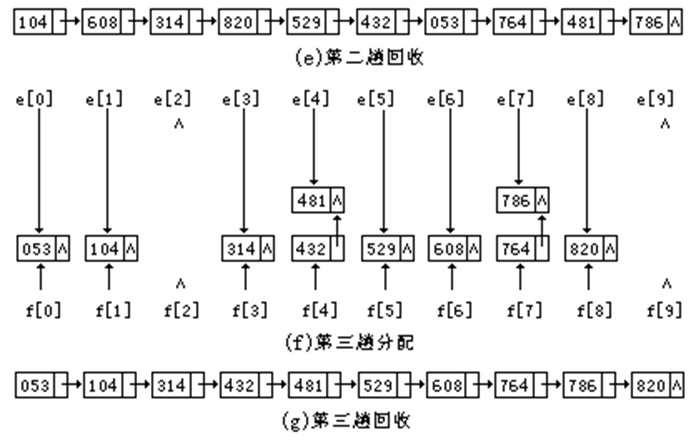 104 608 314 820 529 432 053 764 481 786 ∧
(e)第二趟回收
e[0] e[1] e[2] e[3] e[4] e[5] e[6] e[7] e[8] e[9]
∧ ∧
481 ∧ 786 ∧
053 ∧ 104 ∧ 314 ∧ 432 529 ∧ 608 ∧ 764 820 ∧
∧ ∧
f[0] f[1] f[2] f[3] f[4] f[5] f[6] f[7] f[8] f[9]
(f)第三趟分配
053 104 314 432 481 529 608 764 786 820 ∧
(g)第三趟回收